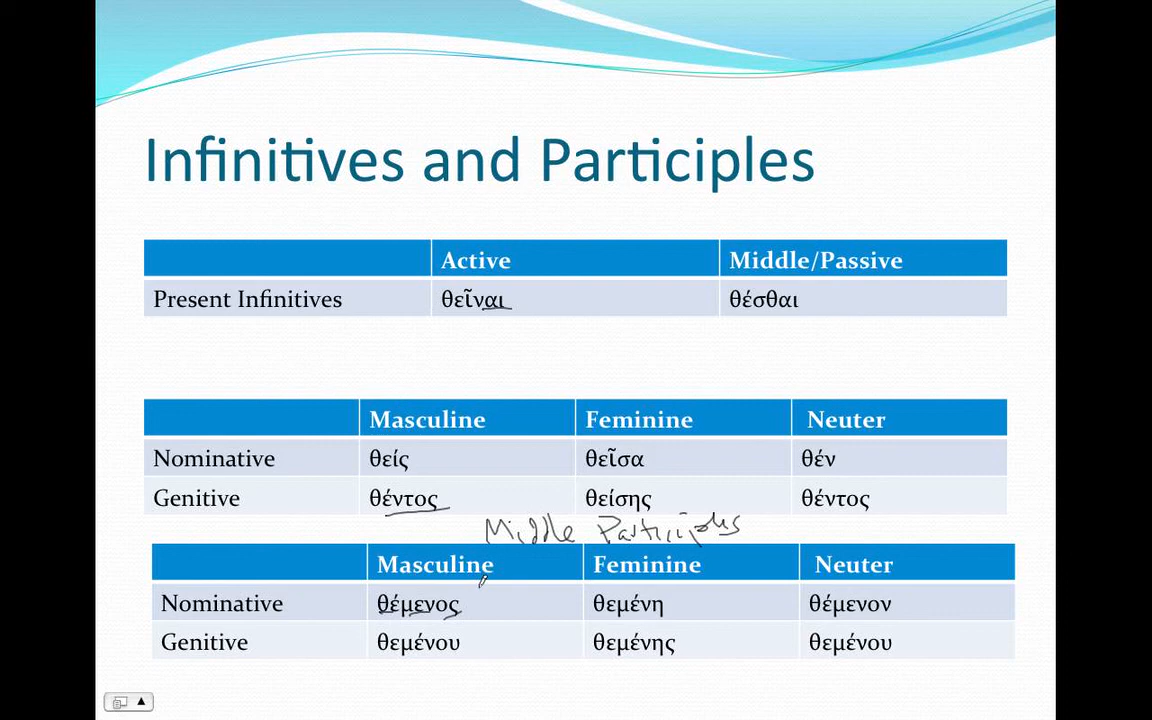 Infinitives and Participles
Active Middle/Passive
Present Infinitives θεῖναι θέσθαι
Masculine Feminine Neuter
Nominative θείς θεῖσα θέν
Genitive θέντος θείσης θέντος
Middle Participles
Masculine Feminine Neuter
Nominative θέμενος θεμένη θέμενον
Genitive θεμένου θεμένης θεμένου